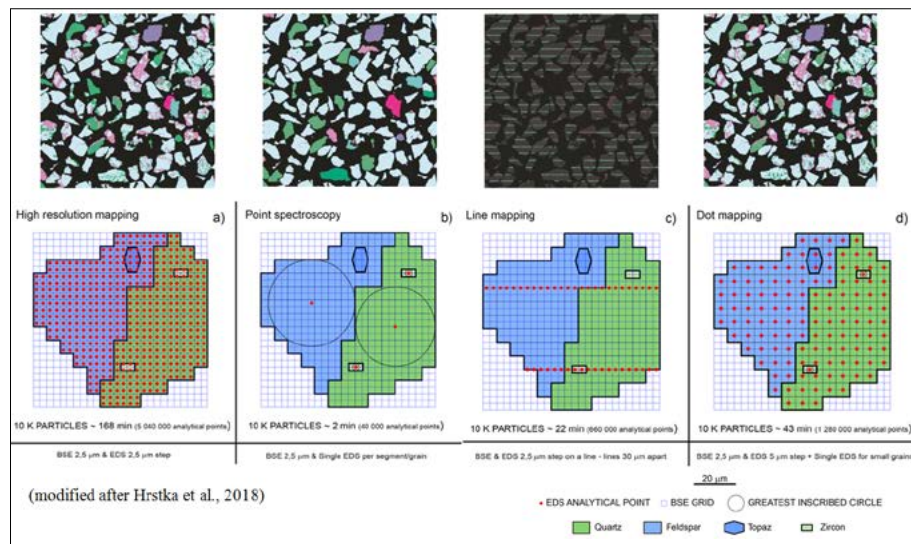 High resolution mapping a)
Point spectroscopy b)
Line mapping c)
Dot mapping d)
10 K PARTICLES ~ 168 min (5 040 000 analytical points)
10 K PARTICLES ~ 2 min (40 000 analytical points)
10 K PARTICLES ~ 22 min (660 000 analytical points)
10 K PARTICLES ~ 43 min (1 280 000 analytical points)
BSE 2,5 µm & EDS 2,5 µm step
BSE 2,5 µm & Single EDG per segment/grain
BSE & EDG 2,5 µm step on a line - lines 30 µm apart
BSE 2,5 µm & EDG 5 µm step + Single EDG for small grains
20 µm
(modified after Hrstka et al., 2018)
EDS ANALYTICAL POINT BSE GRID GREATEST INSCRIBED CIRCLE
Quartz Feldspar Topaz Zircon